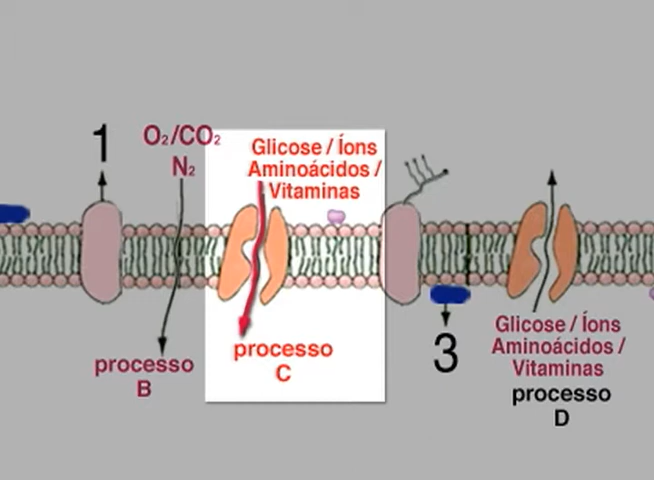 1
O₂/CO₂
N₂
processo
B
Glicose / Íons
Aminoácidos /
Vitaminas
processo
C
3
Glicose / Íons
Aminoácidos /
Vitaminas
processo
D